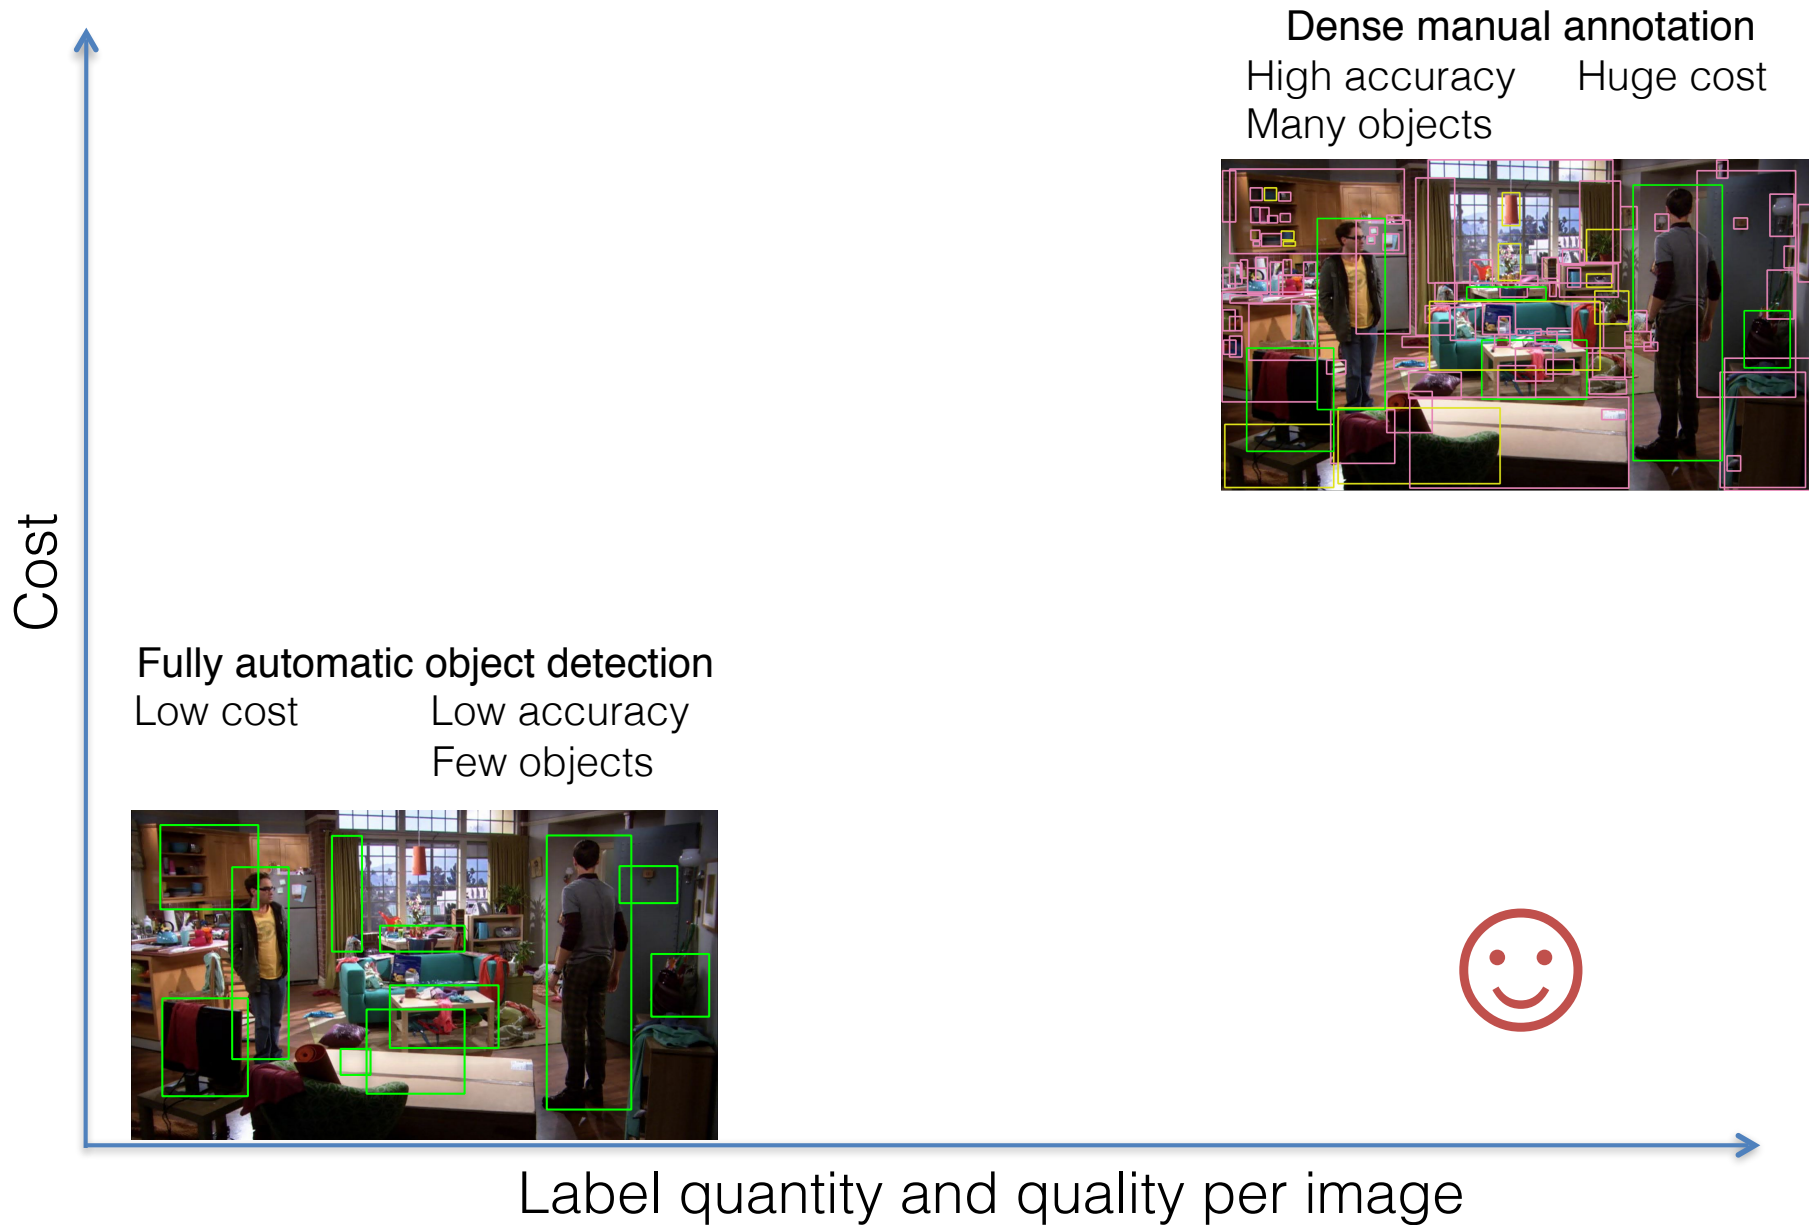 Dense manual annotation
High accuracy Huge cost
Many objects
Cost
Fully automatic object detection
Low cost Low accuracy
Few objects
Label quantity and quality per image